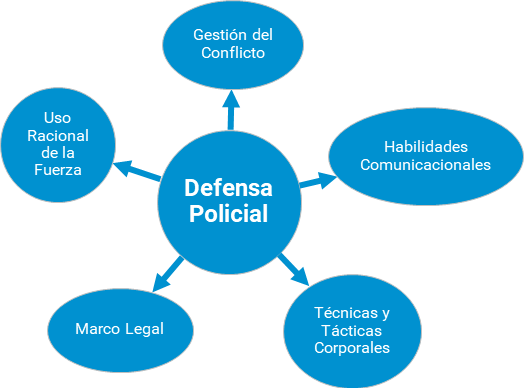 Gestión del
Conflicto
Uso
Racional
de la
Fuerza
Habilidades
Comunicacionales
Defensa
Policial
Marco Legal
Técnicas y
Tácticas
Corporales